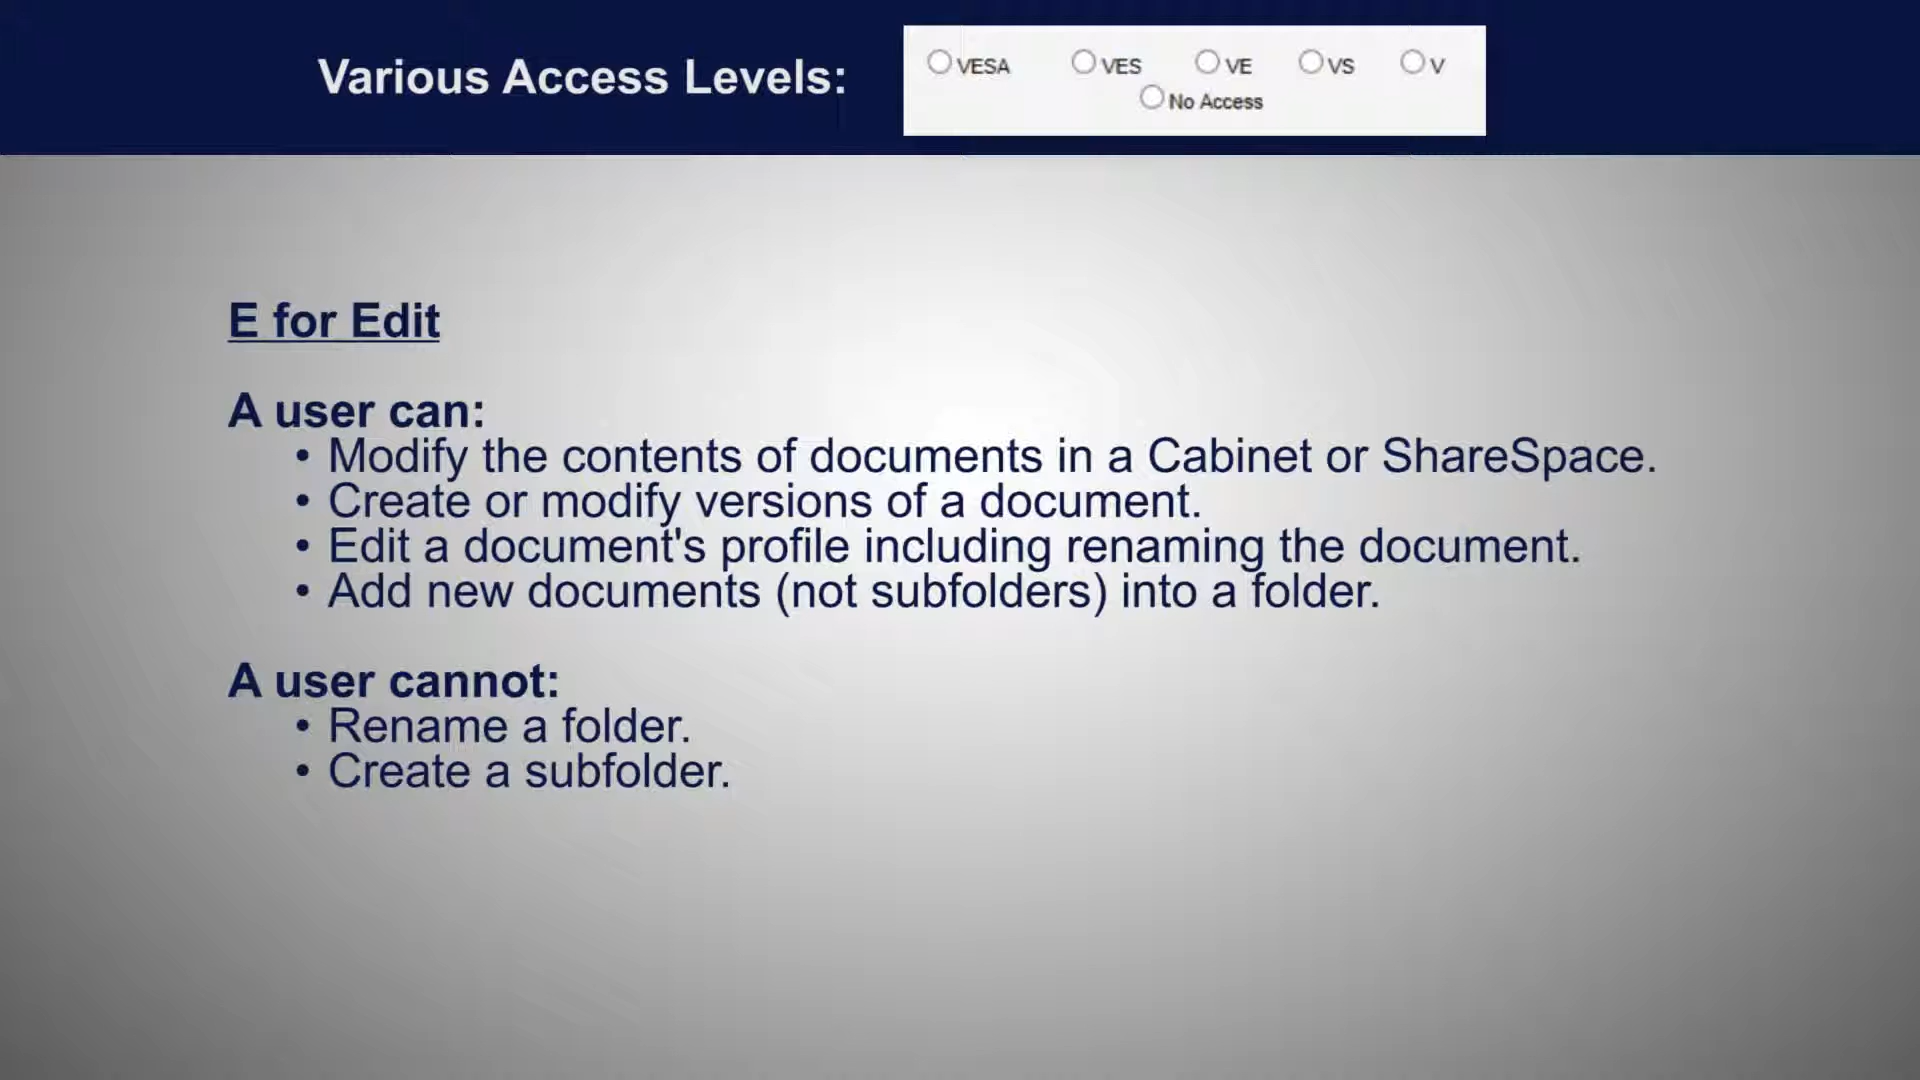 Various Access Levels:
VESA VES VE VS V
No Access
E for Edit
A user can:
• Modify the contents of documents in a Cabinet or ShareSpace.
• Create or modify versions of a document.
• Edit a document's profile including renaming the document.
• Add new documents (not subfolders) into a folder.
A user cannot:
• Rename a folder.
• Create a subfolder.